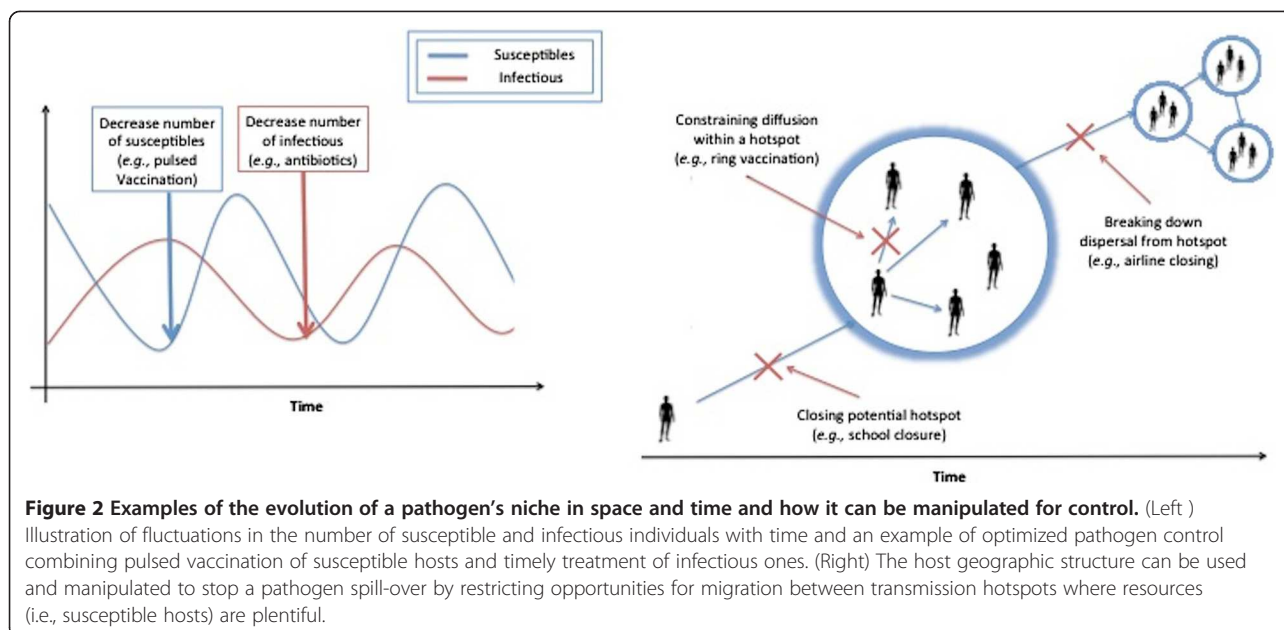 Susceptibles
Infectious
Decrease number
of susceptibles
(e.g., pulsed
Vaccination)
Decrease number
of infectious
(e.g., antibiotics)
Time
Constraining diffusion
within a hotspot
(e.g., ring vaccination)
Breaking down
dispersal from hotspot
(e.g., airline closing)
Closing potential hotspot
(e.g., school closure)
Time
Figure 2 Examples of the evolution of a pathogen's niche in space and time and how it can be manipulated for control. (Left )
Illustration of fluctuations in the number of susceptible and infectious individuals with time and an example of optimized pathogen control
combining pulsed vaccination of susceptible hosts and timely treatment of infectious ones. (Right) The host geographic structure can be used
and manipulated to stop a pathogen spill-over by restricting opportunities for migration between transmission hotspots where resources
(i.e., susceptible hosts) are plentiful.